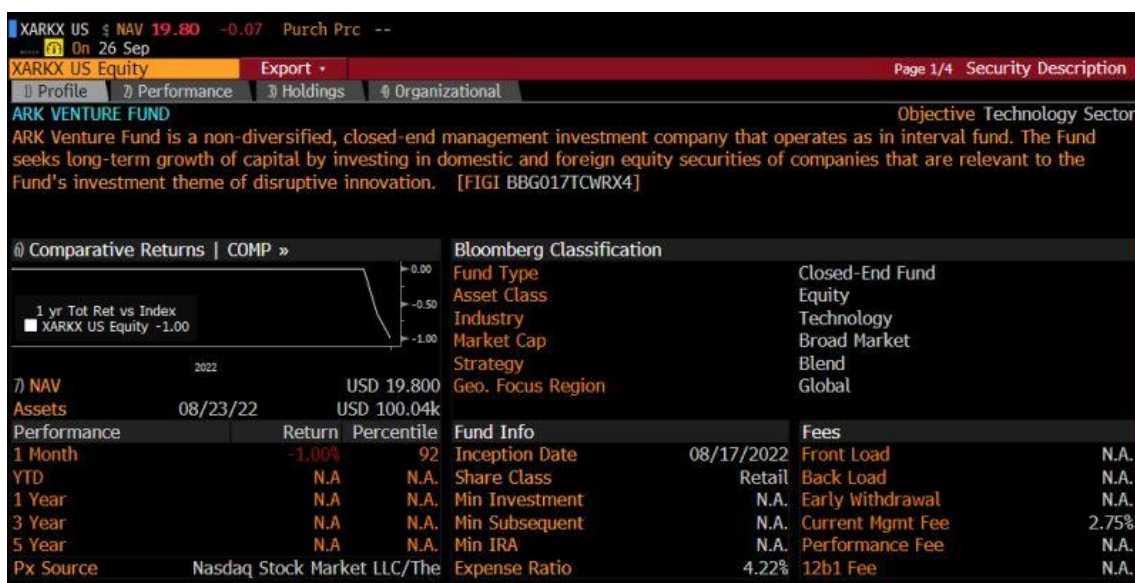 XARKX US $ NAV 19.80 -0.07 Purch Prc --
On 26 Sep
XARKX US Equity Export Page 1/4 Security Description
1) Profile 2) Performance 3) Holdings 4) Organizational
ARK VENTURE FUND Objective Technology Sector
ARK Venture Fund is a non-diversified, closed-end management investment company that operates as in interval fund. The Fund
seeks long-term growth of capital by investing in domestic and foreign equity securities of companies that are relevant to the
Fund's investment theme of disruptive innovation. [FIGI BBG017TCWRX4]
6) Comparative Returns | COMP » Bloomberg Classification
0.00 Fund Type Closed-End Fund
Asset Class Equity
1 yr Tot Ret vs Index -0.50 Industry Technology
XARKX US Equity -1.00
-1.00 Market Cap Broad Market
2022 Strategy Blend
7) NAV USD 19.800 Geo. Focus Region Global
Assets 08/23/22 USD 100.04k
Performance Return Percentile Fund Info Fees
1 Month -1.00% 92 Inception Date 08/17/2022 Front Load N.A.
YTD N.A N.A. Share Class Retail Back Load N.A.
1 Year N.A N.A. Min Investment N.A. Early Withdrawal N.A.
3 Year N.A N.A. Min Subsequent N.A. Current Mgmt Fee 2.75%
5 Year N.A N.A. Min IRA N.A. Performance Fee N.A.
Px Source Nasdaq Stock Market LLC/The Expense Ratio 4.22% 12b1 Fee N.A.